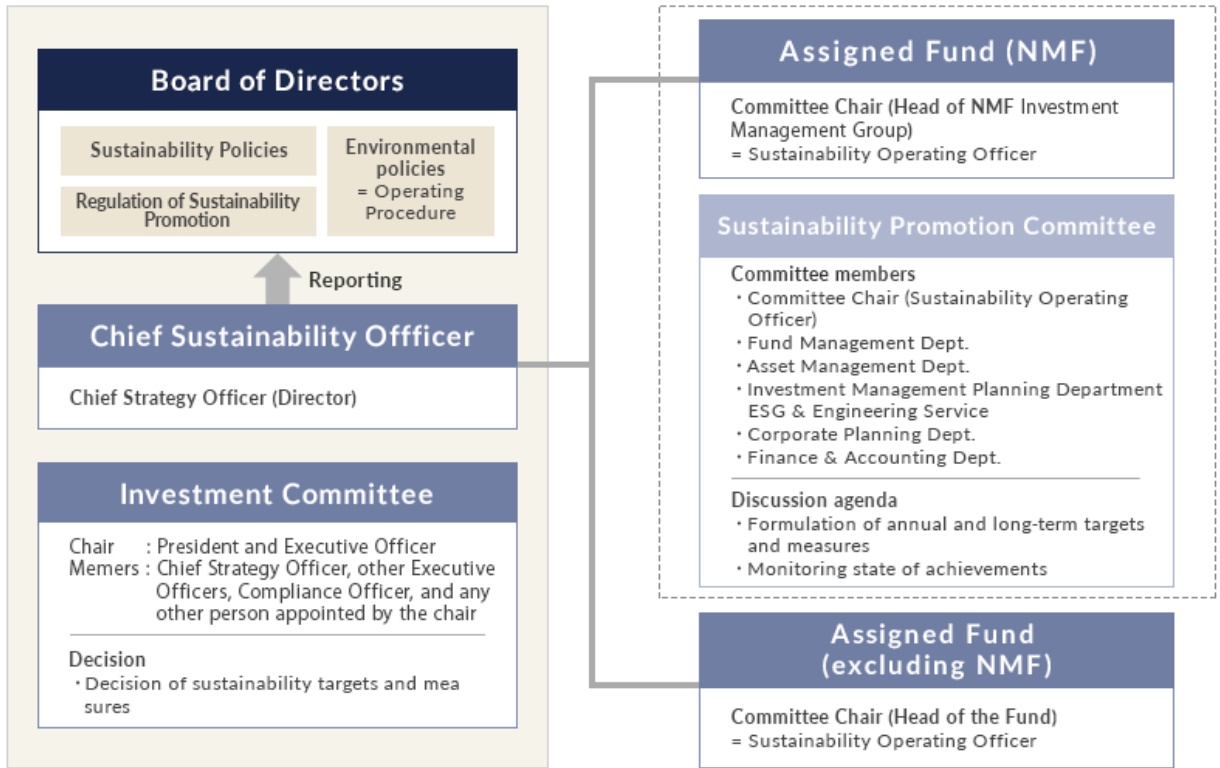 Board of Directors
Sustainability Policies
Regulation of Sustainability
Promotion
Environmental
policies
= Operating
Procedure
Reporting
Chief Sustainability Offficer
Chief Strategy Officer (Director)
Investment Committee
Chair : President and Executive Officer
Memers : Chief Strategy Officer, other Executive
Officers, Compliance Officer, and any
other person appointed by the chair
Decision
・Decision of sustainability targets and mea
sures
Assigned Fund (NMF)
Committee Chair (Head of NMF Investment
Management Group)
= Sustainability Operating Officer
Sustainability Promotion Committee
Committee members
・Committee Chair (Sustainability Operating
Officer)
・Fund Management Dept.
・Asset Management Dept.
・Investment Management Planning Department
ESG & Engineering Service
・Corporate Planning Dept.
・Finance & Accounting Dept.
Discussion agenda
・Formulation of annual and long-term targets
and measures
・Monitoring state of achievements
Assigned Fund
(excluding NMF)
Committee Chair (Head of the Fund)
= Sustainability Operating Officer